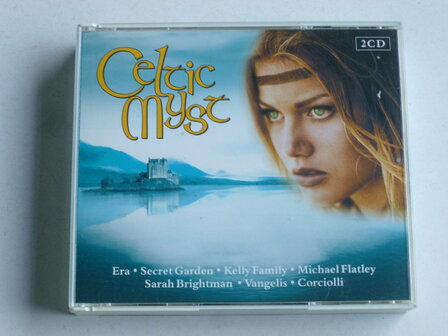 Celtic
Myst
2CD
Era • Secret Garden • Kelly Family • Michael Flatley
Sarah Brightman • Vangelis • Corciolli